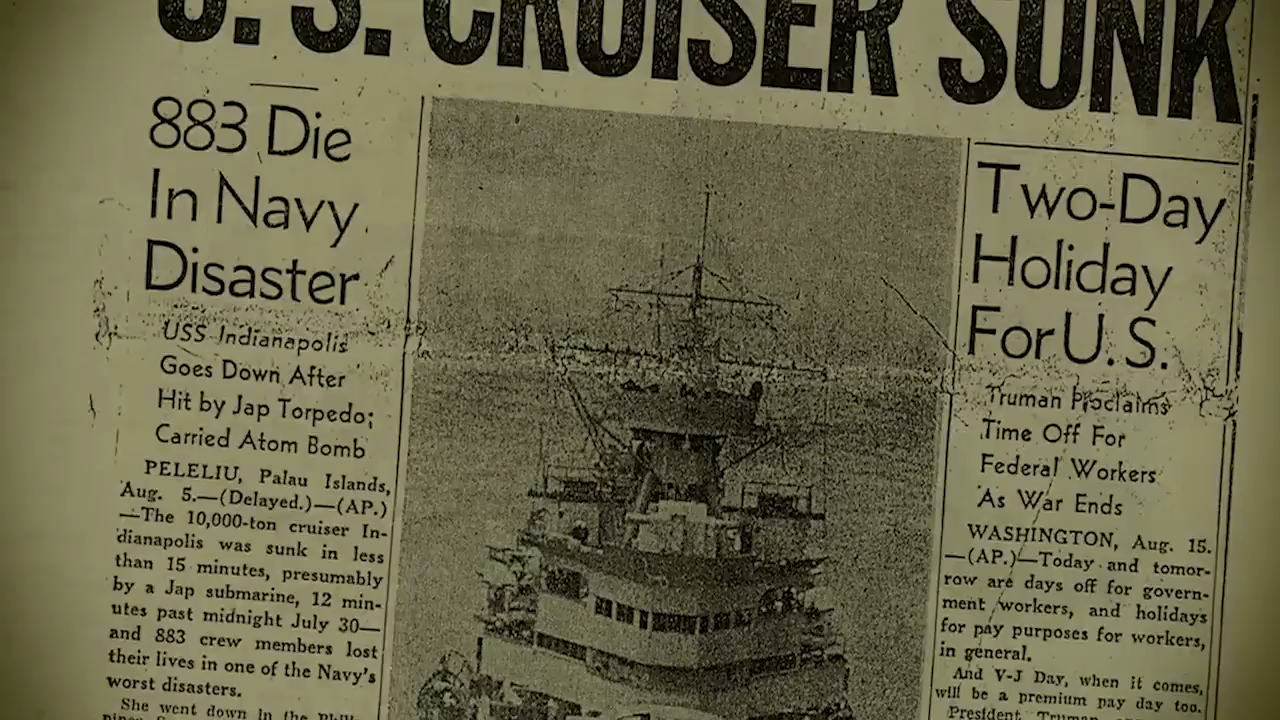 U. S. CRUISER SUNK
883 Die
In Navy
Disaster
USS Indianapolis
Goes Down After
Hit by Jap Torpedo;
Carried Atom Bomb
PELELIU, Palau Islands,
Aug. 5.—(Delayed.)—(AP.)
—The 10,000-ton cruiser In-
dianapolis was sunk in less
than 15 minutes, presumably
by a Jap submarine, 12 min-
utes past midnight July 30—
and 883 crew members lost
their lives in one of the Navy's
worst disasters.
She went down in the
Two-Day
Holiday
For U. S.
Truman Proclaims
Time Off For
Federal Workers
As War Ends
WASHINGTON, Aug. 15.
—(AP.)—Today and tomor-
row are days off for govern-
ment workers, and holidays
for pay purposes for workers,
in general.
And V-J Day, when it comes,
will be a premium pay day too.
President Truman